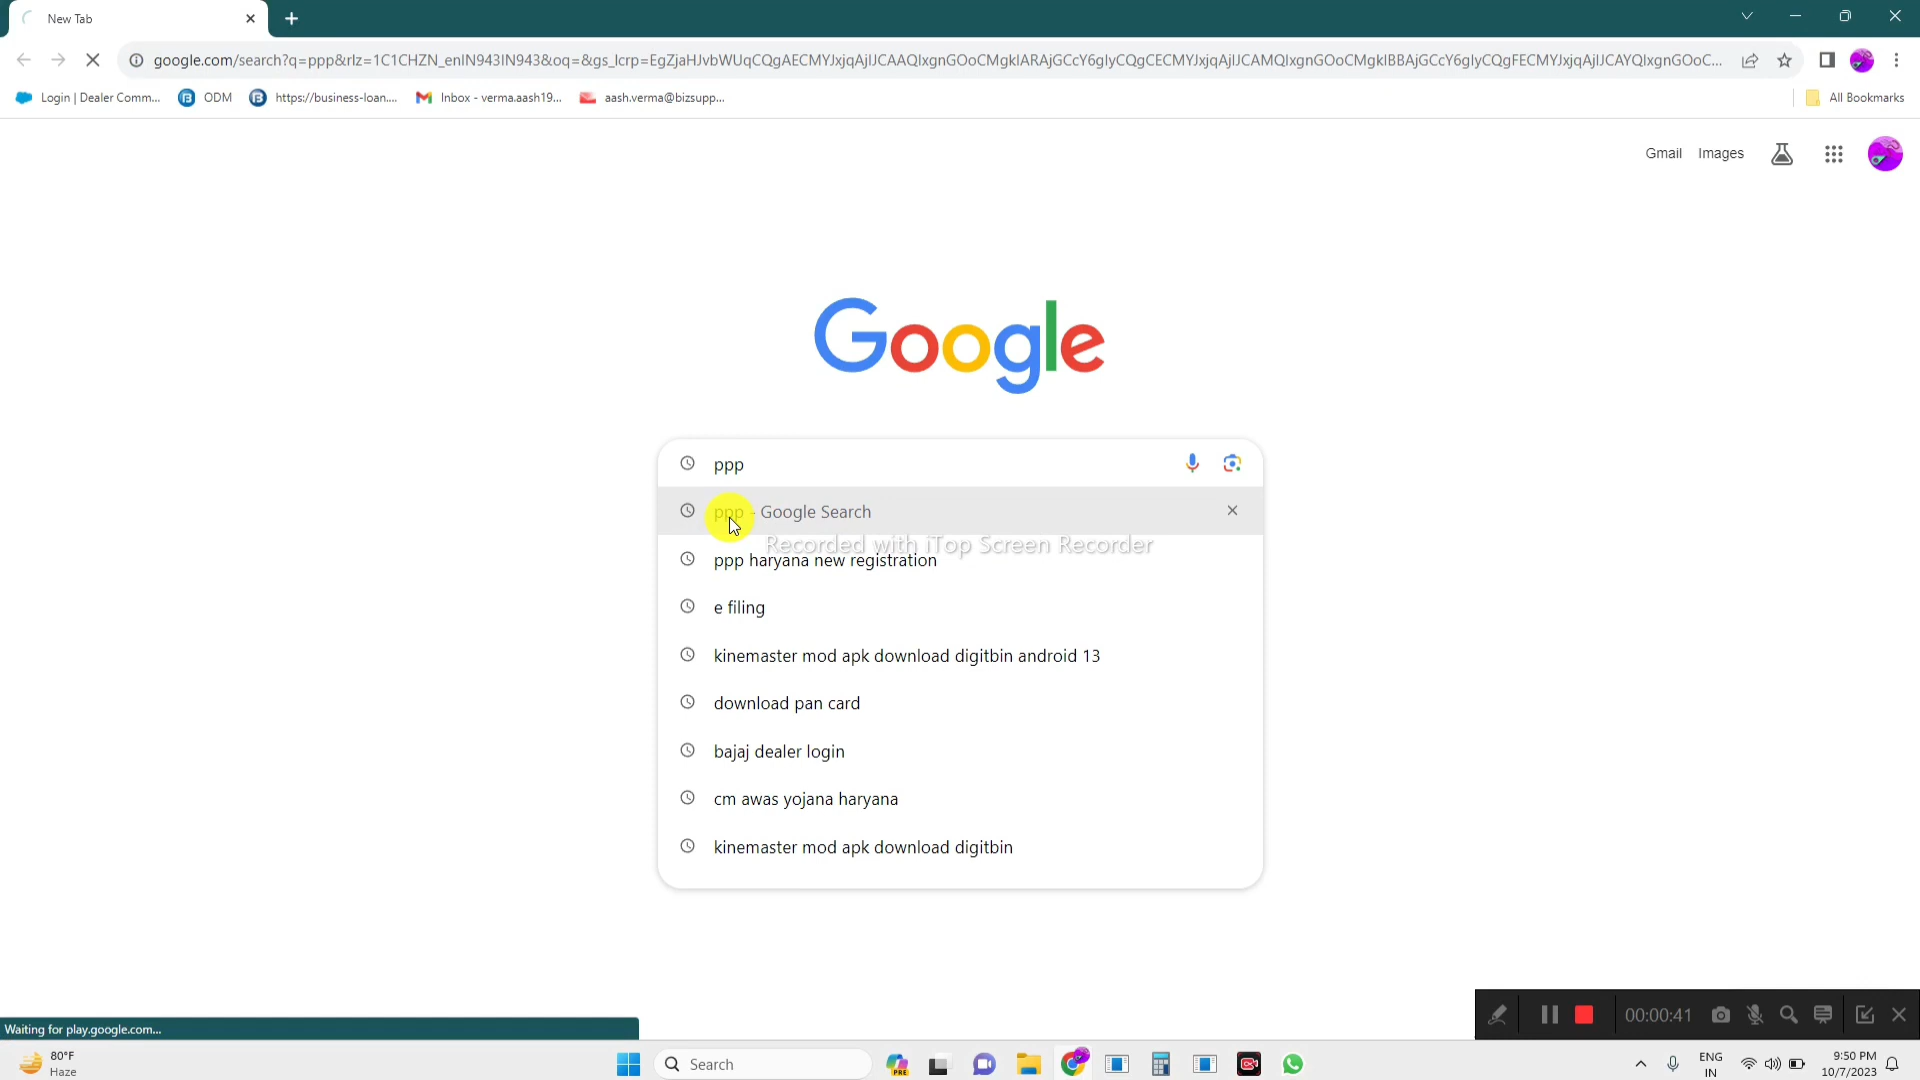 New Tab
google.com/search?q=ppp&rlz=1C1CHZN_enIN943IN943&oq=&gs_lcrp=EgZjaHJvbWUqCQgAECMYJxjqAjIJCAAQIxgnGOoCMgkIARAjGCcY6gIyCQgCECMYJxjqAjIJCAMQIxgnGOoCMgkIBBAjGCcY6gIyCQgFECMYJxjqAjIJCAYQIxgnGOoC...
Login | Dealer Comm...
ODM
https://business-loan....
Inbox - verma.aash19...
aash.verma@bizsupp...
All Bookmarks
Gmail
Images
Google
ppp
ppp - Google Search
Recorded with iTop Screen Recorder
ppp haryana new registration
e filing
kinemaster mod apk download digitbin android 13
download pan card
bajaj dealer login
cm awas yojana haryana
kinemaster mod apk download digitbin
00:00:41
Waiting for play.google.com...
80°F
Haze
Search
PRE
ENG
IN
9:50 PM
10/7/2023